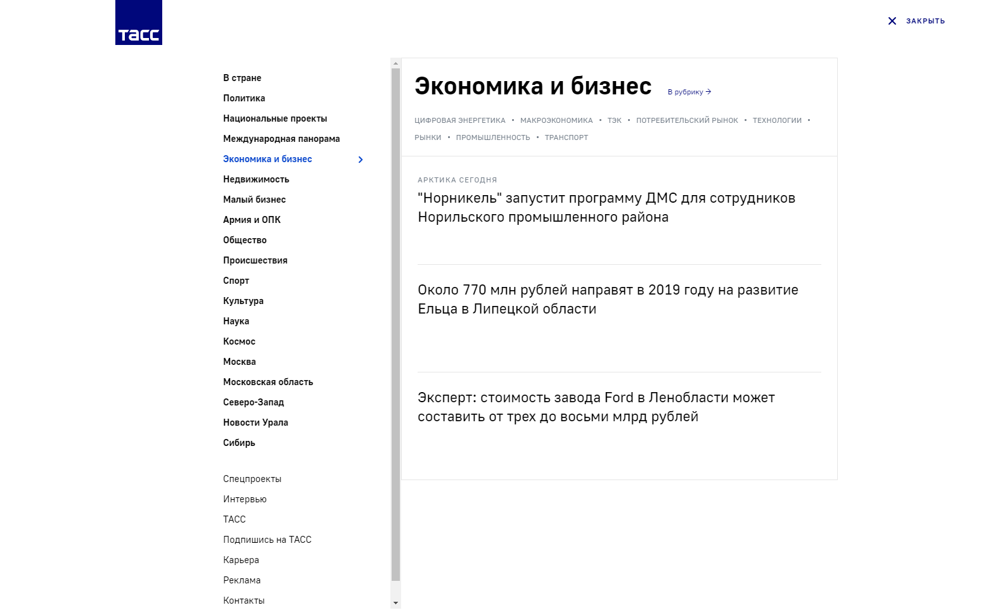 тасс
ЗАКРЫТЬ
В стране
Политика
Национальные проекты
Международная панорама
Экономика и бизнес
Недвижимость
Малый бизнес
Армия и ОПК
Общество
Происшествия
Спорт
Культура
Наука
Космос
Москва
Московская область
Северо-Запад
Новости Урала
Сибирь
Спецпроекты
Интервью
ТАСС
Подпишись на ТАСС
Карьера
Реклама
Контакты
Экономика и бизнес В рубрику →
ЦИФРОВАЯ ЭНЕРГЕТИКА • МАКРОЭКОНОМИКА • ТЭК • ПОТРЕБИТЕЛЬСКИЙ РЫНОК • ТЕХНОЛОГИИ •
РЫНКИ • ПРОМЫШЛЕННОСТЬ • ТРАНСПОРТ
АРКТИКА СЕГОДНЯ
"Норникель" запустит программу ДМС для сотрудников
Норильского промышленного района
Около 770 млн рублей направят в 2019 году на развитие
Ельца в Липецкой области
Эксперт: стоимость завода Ford в Ленобласти может
составить от трех до восьми млрд рублей